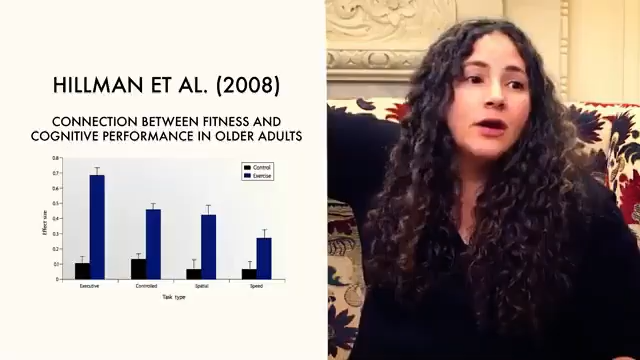 HILLMAN ET AL. (2008)
CONNECTION BETWEEN FITNESS AND
COGNITIVE PERFORMANCE IN OLDER ADULTS
0.8
0.7
0.6
0.5
0.4
0.3
0.2
0.1
0
Effect size
Control
Exercise
Executive
Controlled
Spatial
Speed
Task type